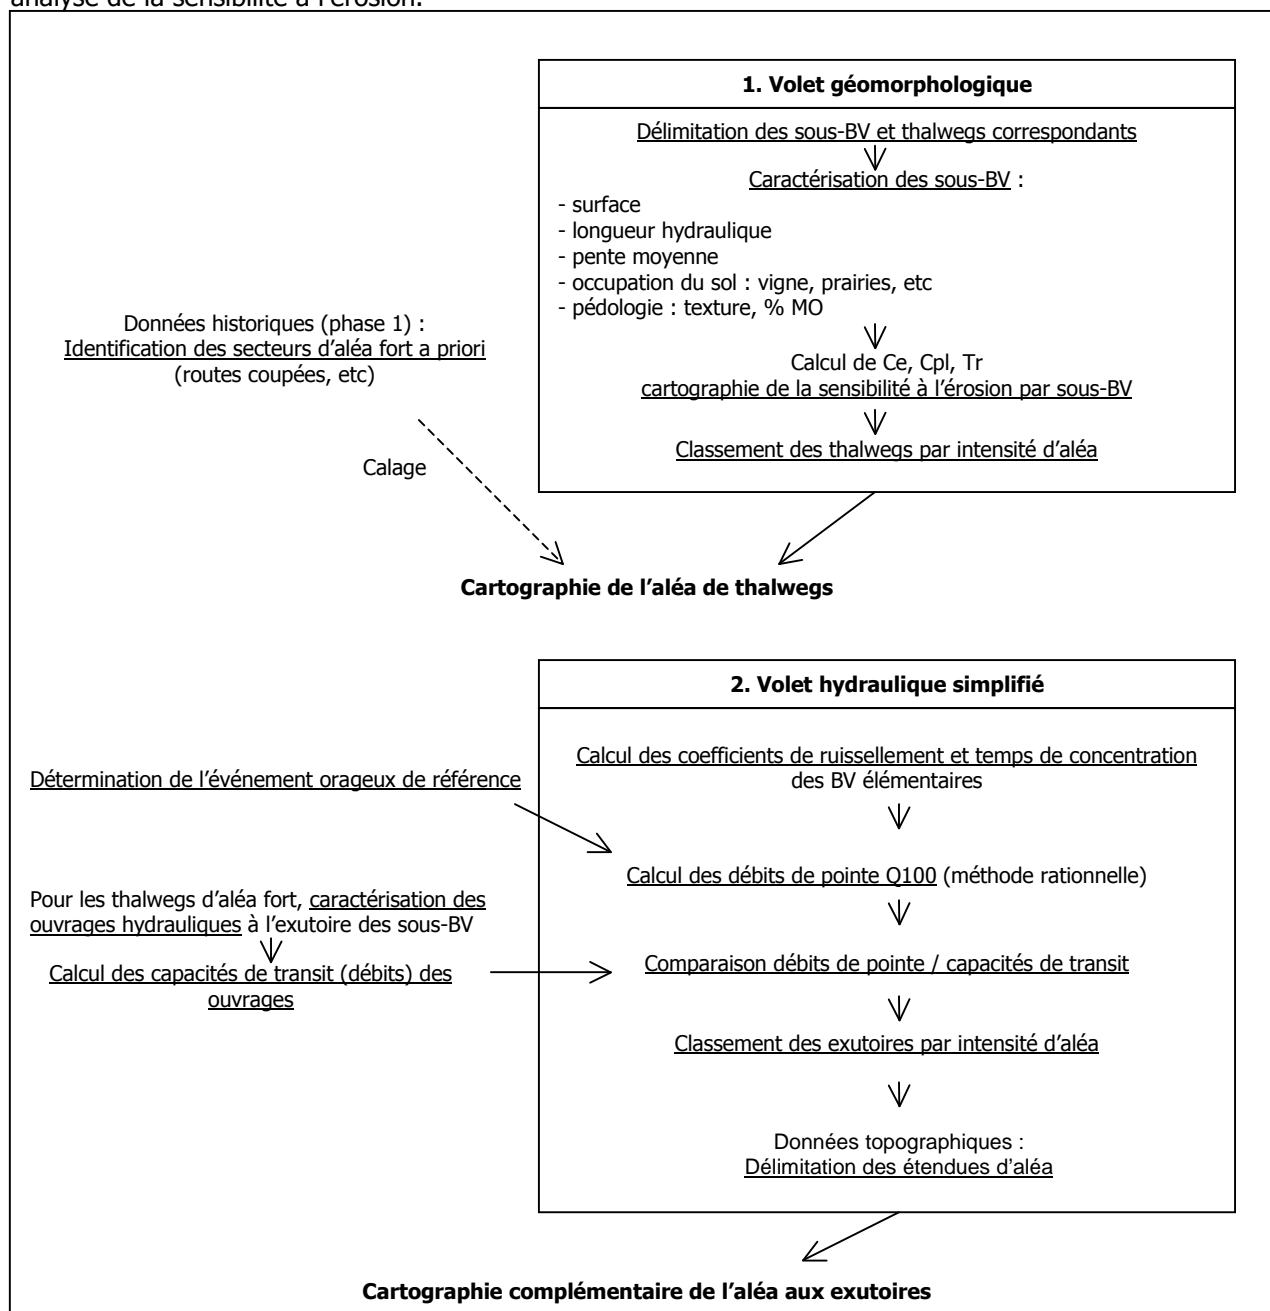 analyse de la sensibilité à l'érosion.
1. Volet géomorphologique
Délimitation des sous-BV et thalwegs correspondants
Caractérisation des sous-BV :
- surface
- longueur hydraulique
- pente moyenne
- occupation du sol : vigne, prairies, etc
- pédologie : texture, % MO
Données historiques (phase 1) :
Identification des secteurs d'aléa fort a priori
(routes coupées, etc)
Calcul de Ce, Cpl, Tr
cartographie de la sensibilité à l'érosion par sous-BV
Classement des thalwegs par intensité d'aléa
Calage
Cartographie de l'aléa de thalwegs
2. Volet hydraulique simplifié
Calcul des coefficients de ruissellement et temps de concentration
des BV élémentaires
Détermination de l'événement orageux de référence
Calcul des débits de pointe Q100 (méthode rationnelle)
Pour les thalwegs d'aléa fort, caractérisation des
ouvrages hydrauliques à l'exutoire des sous-BV
Calcul des capacités de transit (débits) des
ouvrages
Comparaison débits de pointe / capacités de transit
Classement des exutoires par intensité d'aléa
Données topographiques :
Délimitation des étendues d'aléa
Cartographie complémentaire de l'aléa aux exutoires